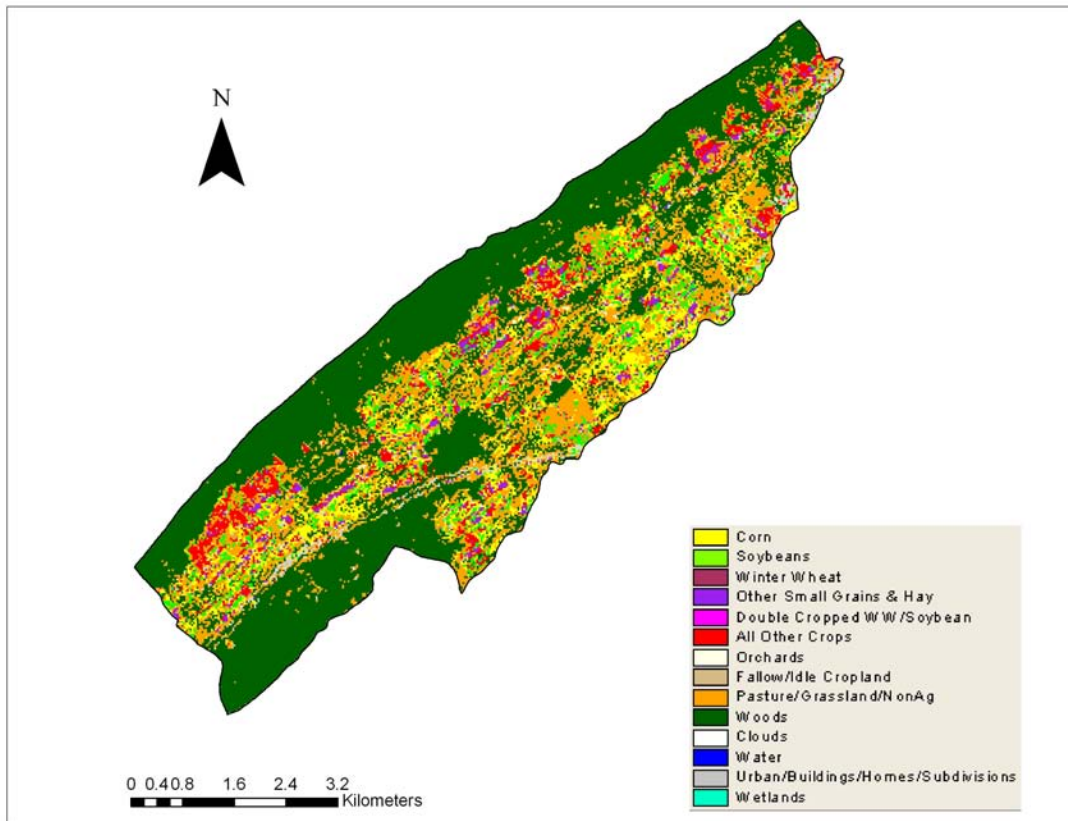 N
Corn
Soybeans
Winter Wheat
Other Small Grains & Hay
Double Cropped WW/Soybean
All Other Crops
Orchards
Fallow/Idle Cropland
Pasture/Grassland/NonAg
Woods
Clouds
Water
Urban/Buildings/Homes/Subdivisions
Wetlands
0 0.40.8 1.6 2.4 3.2
Kilometers